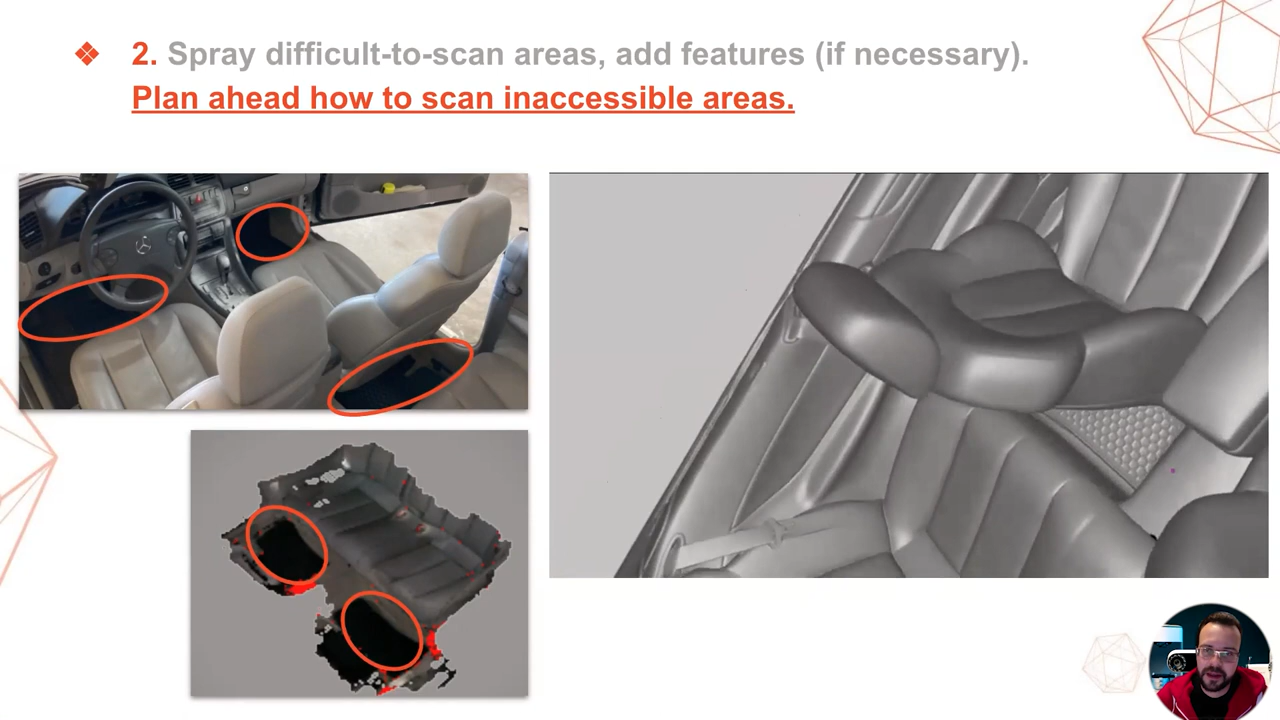 ❖ 2. Spray difficult-to-scan areas, add features (if necessary).
Plan ahead how to scan inaccessible areas.